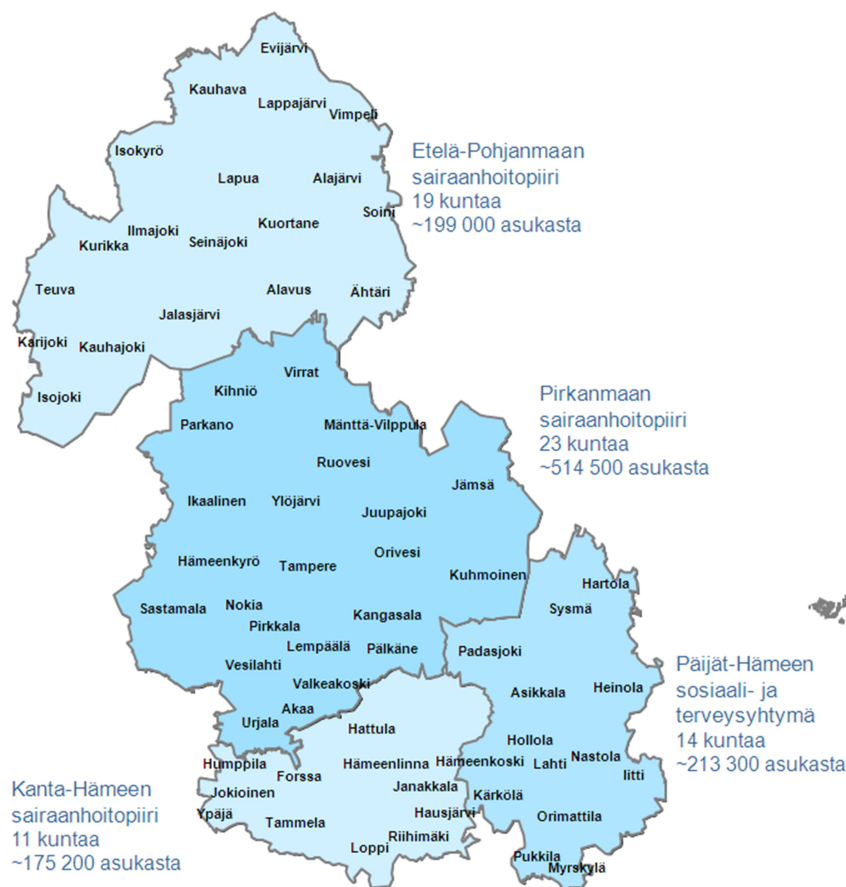 Evijärvi
Kauhava
Lappajärvi
Vimpeli
Isokyrö
Lapua
Alajärvi
Soini
Kuortane
Ilmajoki
Seinäjoki
Kurikka
Teuva
Alavus
Ähtäri
Jalasjärvi
Karijoki
Kauhajoki
Isojoki
Etelä-Pohjanmaan
sairaanhoitopiiri
19 kuntaa
~199 000 asukasta
Virrat
Kihniö
Parkano
Mänttä-Vilppula
Ruovesi
Jämsä
Ikaalinen
Ylöjärvi
Juupajoki
Orivesi
Hämeenkyrö
Tampere
Kuhmoinen
Sastamala
Nokia
Kangasala
Pirkkala
Lempäälä
Pälkäne
Vesilahti
Valkeakoski
Akaa
Urjala
Pirkanmaan
sairaanhoitopiiri
23 kuntaa
~514 500 asukasta
Hartola
Sysmä
Padasjoki
Asikkala
Heinola
Hollola
Nastola
Hämeenkoski
Lahti
Iitti
Kärkölä
Orimattila
Pukkila
Myrskylä
Päijät-Hämeen
sosiaali- ja
terveysyhtymä
14 kuntaa
~213 300 asukasta
Hattula
Humppila
Hämeenlinna
Forssa
Janakkala
Jokioinen
Ypäjä
Hausjärvi
Tammela
Riihimäki
Loppi
Kanta-Hämeen
sairaanhoitopiiri
11 kuntaa
~175 200 asukasta